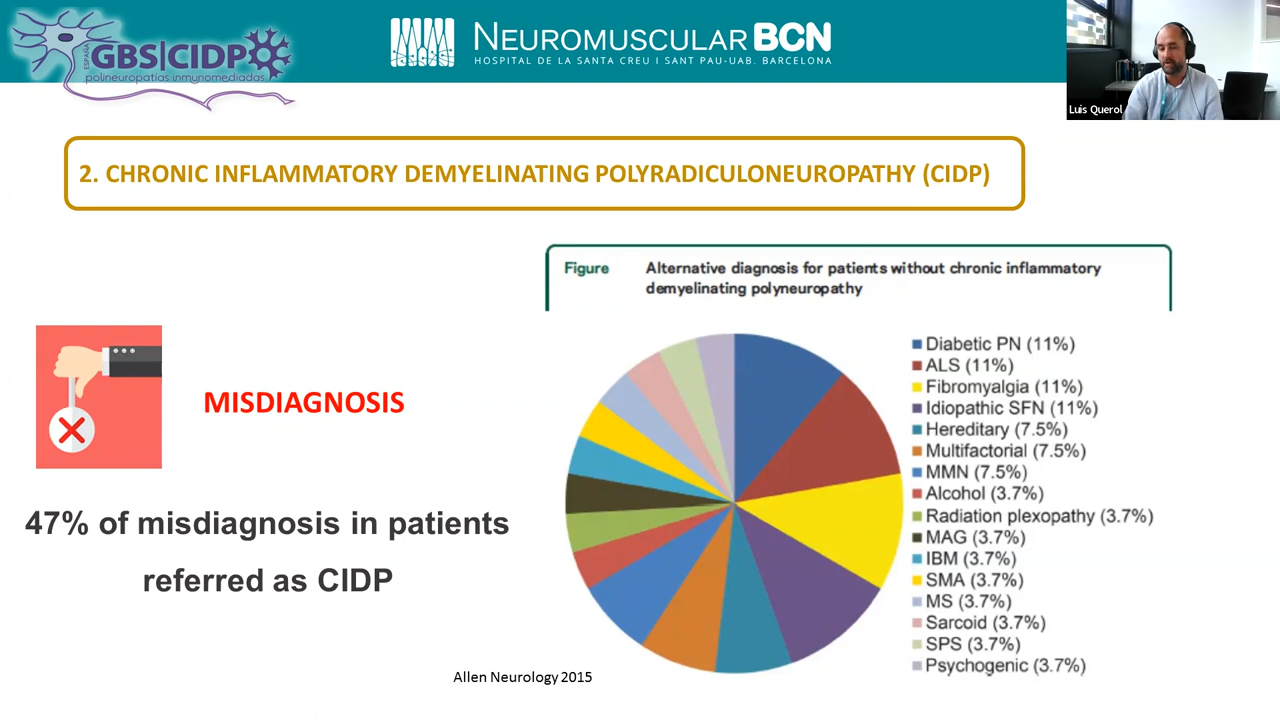 ESPAÑA
GBS|CIDP
polineuropatías inmunomediadas
NEUROMUSCULARBCN
HOSPITAL DE LA SANTA CREU I SANT PAU-UAB. BARCELONA
Luis Querol
2. CHRONIC INFLAMMATORY DEMYELINATING POLYRADICULONEUROPATHY (CIDP)
Figure Alternative diagnosis for patients without chronic inflammatory
demyelinating polyneuropathy
MISDIAGNOSIS
47% of misdiagnosis in patients
referred as CIDP
Diabetic PN (11%)
ALS (11%)
Fibromyalgia (11%)
Idiopathic SFN (11%)
Hereditary (7.5%)
Multifactorial (7.5%)
MMN (7.5%)
Alcohol (3.7%)
Radiation plexopathy (3.7%)
MAG (3.7%)
IBM (3.7%)
SMA (3.7%)
MS (3.7%)
Sarcoid (3.7%)
SPS (3.7%)
Psychogenic (3.7%)
Allen Neurology 2015